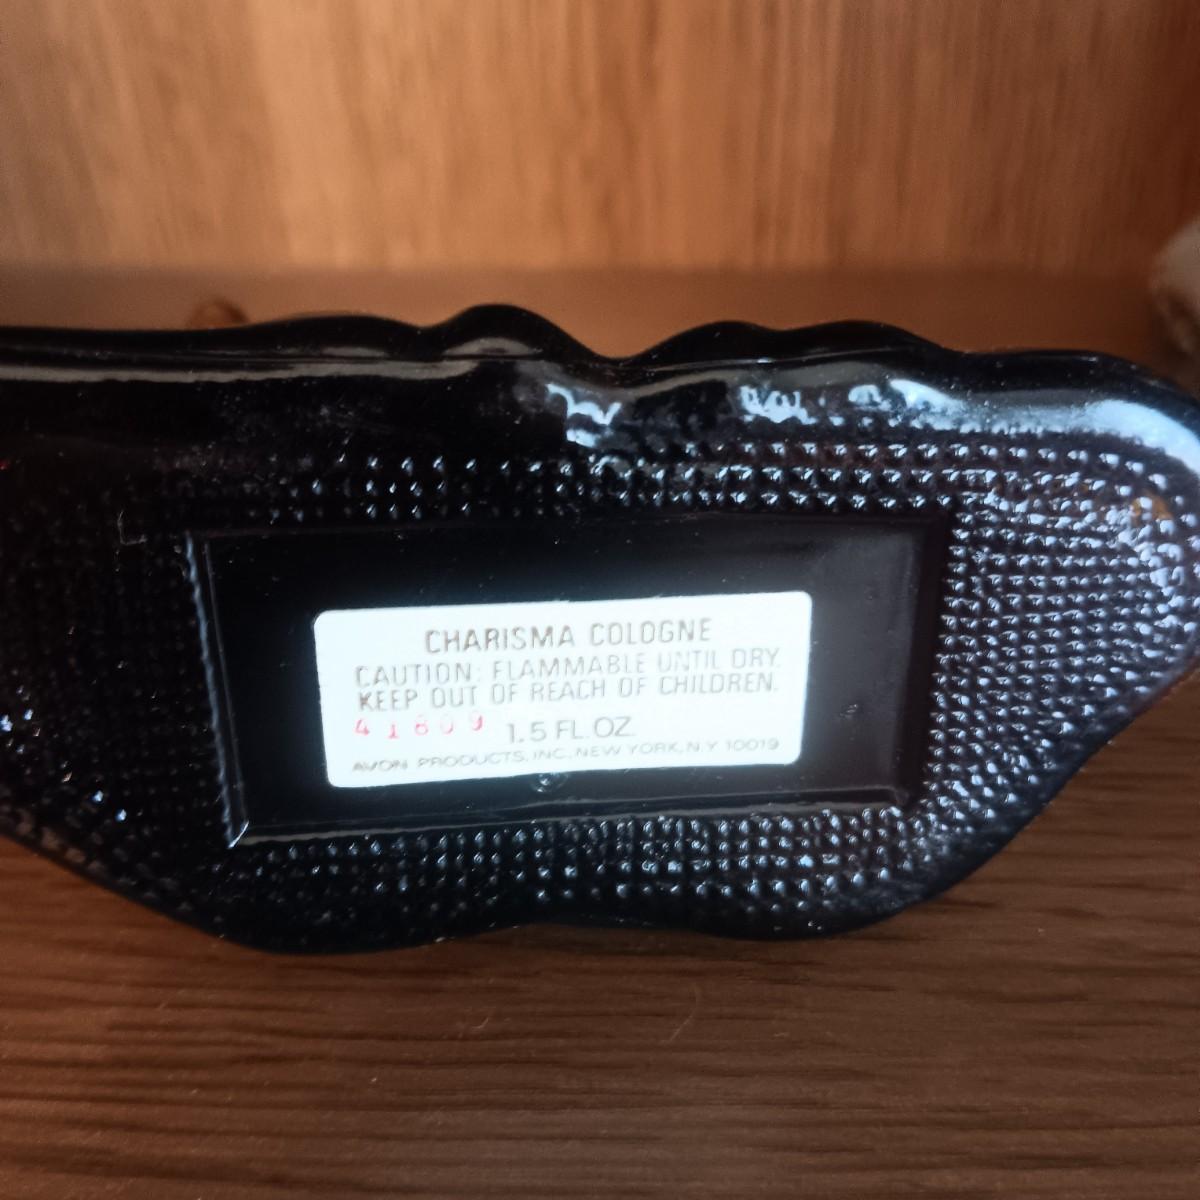 CHARISMA COLOGNE
CAUTION: FLAMMABLE UNTIL DRY.
KEEP OUT OF REACH OF CHILDREN.
41809 1.5 FL. OZ.
AVON PRODUCTS, INC., NEW YORK, N.Y 10019